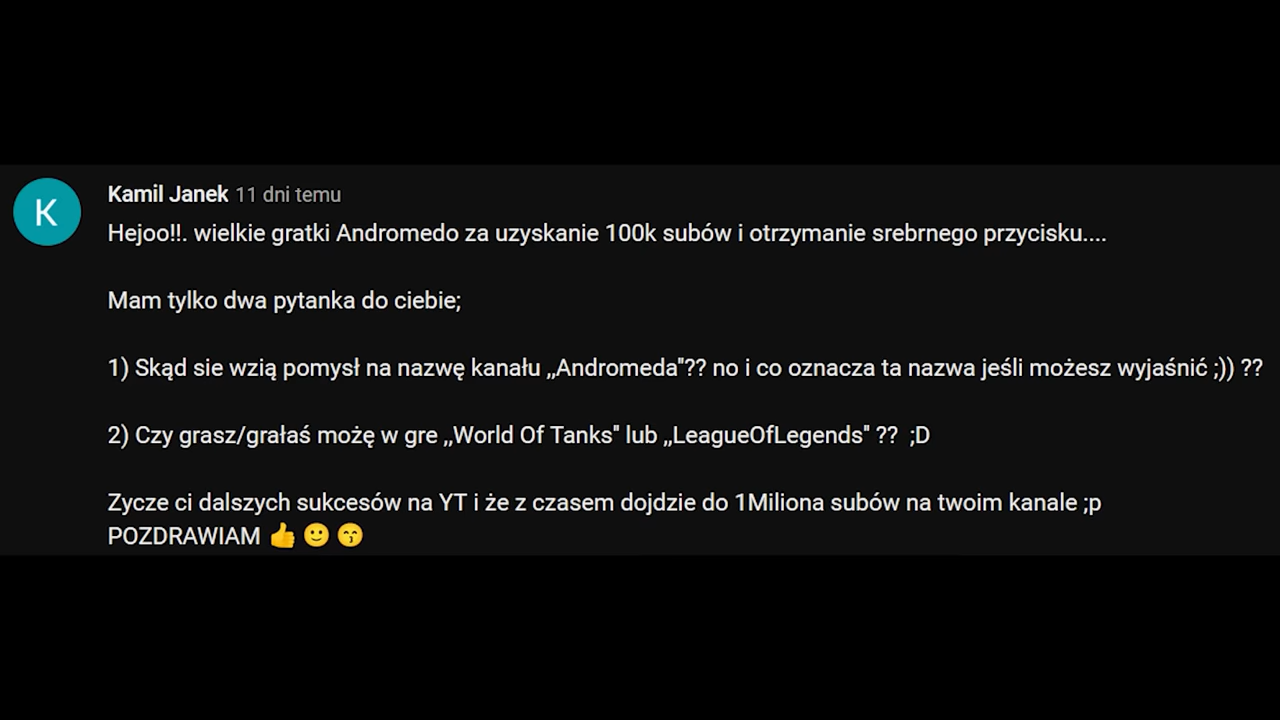 K
Kamil Janek 11 dni temu
Hejoo!!. wielkie gratki Andromedo za uzyskanie 100k subów i otrzymanie srebrnego przycisku....
Mam tylko dwa pytanka do ciebie;
1) Skąd sie wzią pomysł na nazwę kanału ,,Andromeda"?? no i co oznacza ta nazwa jeśli możesz wyjaśnić ;)) ??
2) Czy grasz/grałaś możę w gre ,,World Of Tanks" lub ,,LeagueOfLegends" ?? ;D
Zycze ci dalszych sukcesów na YT i że z czasem dojdzie do 1Miliona subów na twoim kanale ;p
POZDRAWIAM 👍 🙂 😙